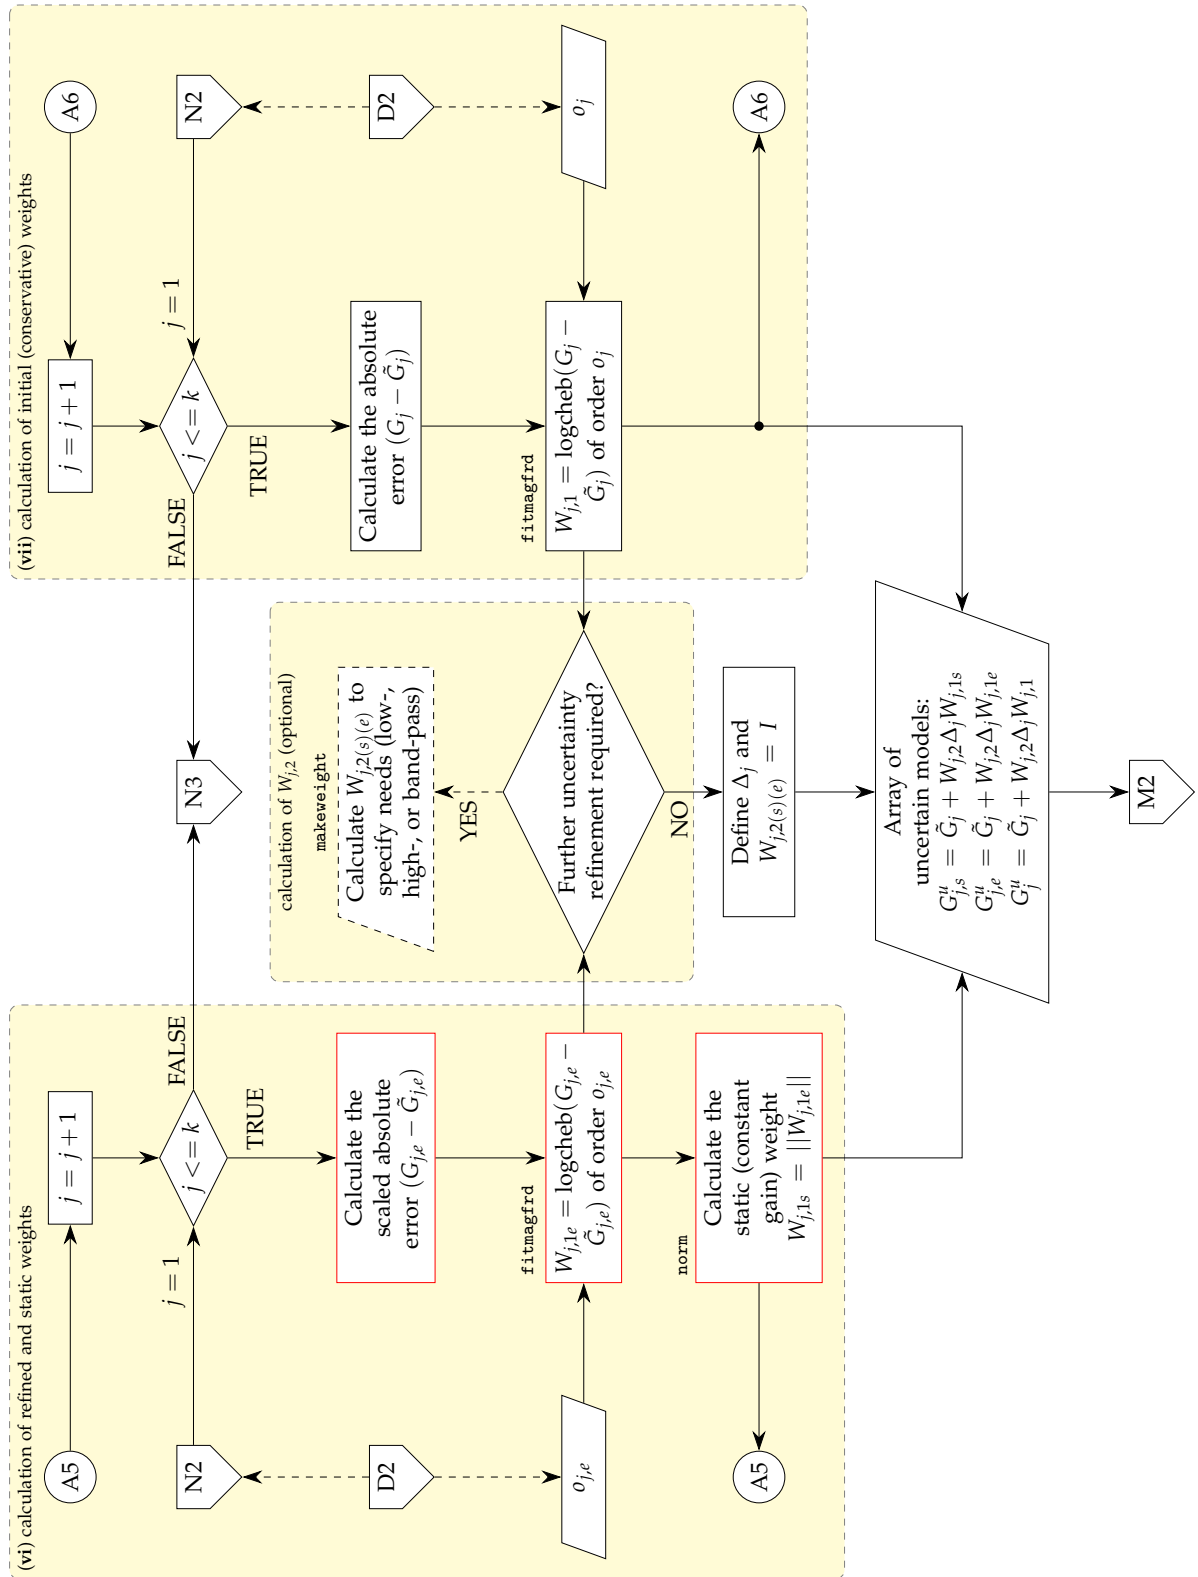 (vi) calculation of refined and static weights
A5
j = j + 1
N2
j = 1
j <= k
FALSE
TRUE
D2
Calculate the
scaled absolute
error (G_{j,e} − G̃_{j,e})
o_{j,e}
fitmagfrd
W_{j,1e} = logcheb(G_{j,e} −
G̃_{j,e}) of order o_{j,e}
norm
Calculate the
static (constant
gain) weight
W_{j,1s} = ||W_{j,1e}||
A5
N3
calculation of W_{j,2} (optional)
makeweight
Calculate W_{j,2(s)(e)} to
specify needs (low-,
high-, or band-pass)
YES
Further uncertainty
refinement required?
NO
Define Δ_j and
W_{j,2(s)(e)} = I
Array of
uncertain models:
G^u_{j,s} = G̃_j + W_{j,2}Δ_jW_{j,1s}
G^u_{j,e} = G̃_j + W_{j,2}Δ_jW_{j,1e}
G^u_j = G̃_j + W_{j,2}Δ_jW_{j,1}
M2
(vii) calculation of initial (conservative) weights
j = j + 1
A6
FALSE
j <= k
j = 1
N2
TRUE
D2
Calculate the absolute
error (G_j − G̃_j)
o_j
fitmagfrd
W_{j,1} = logcheb(G_j −
G̃_j) of order o_j
A6